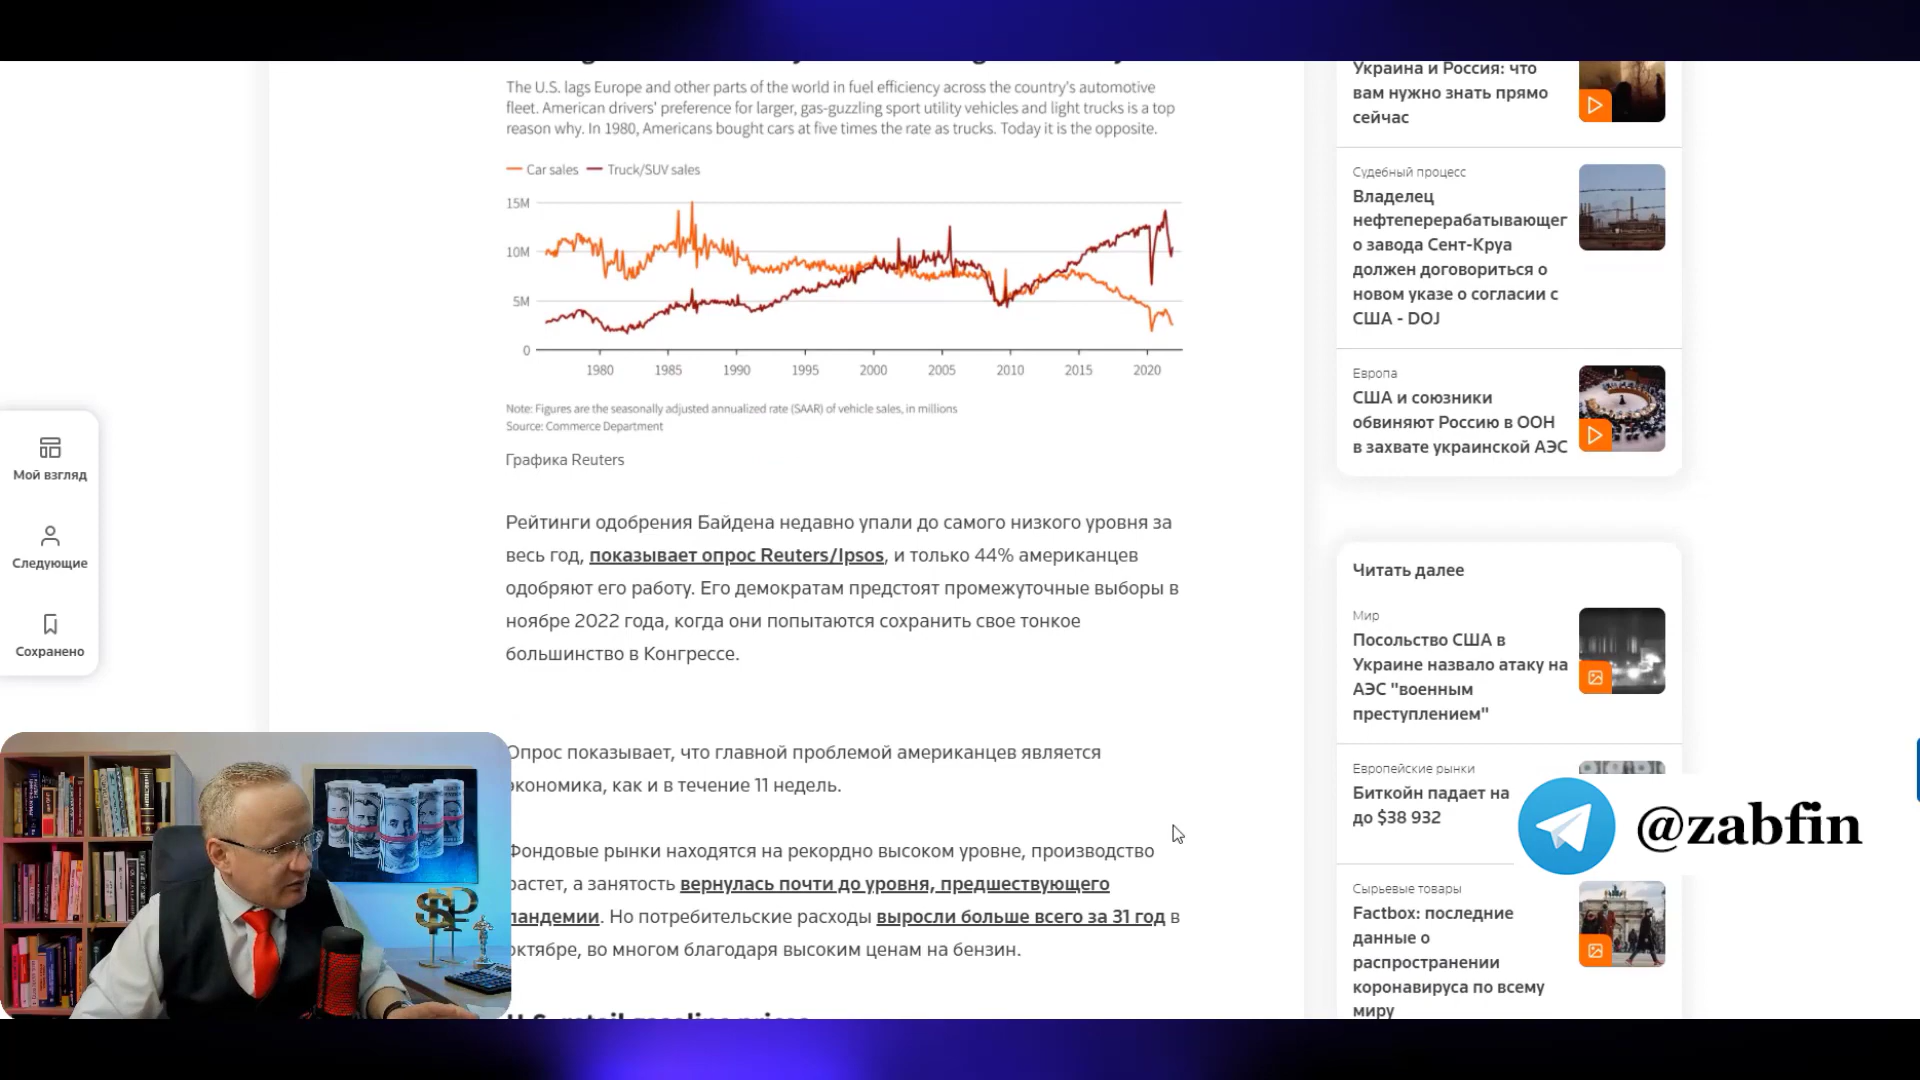 The U.S. lags Europe and other parts of the world in fuel efficiency across the country's automotive
fleet. American drivers' preference for larger, gas-guzzling sport utility vehicles and light trucks is a top
reason why. In 1980, Americans bought cars at five times the rate as trucks. Today it is the opposite.
Car sales Truck/SUV sales
15M
10M
5M
0
1980 1985 1990 1995 2000 2005 2010 2015 2020
Note: Figures are the seasonally adjusted annualized rate (SAAR) of vehicle sales, in millions
Source: Commerce Department
Графика Reuters
Рейтинги одобрения Байдена недавно упали до самого низкого уровня за
весь год, показывает опрос Reuters/Ipsos, и только 44% американцев
одобряют его работу. Его демократам предстоят промежуточные выборы в
ноябре 2022 года, когда они попытаются сохранить свое тонкое
большинство в Конгрессе.
Опрос показывает, что главной проблемой американцев является
экономика, как и в течение 11 недель.
Фондовые рынки находятся на рекордно высоком уровне, производство
растет, а занятость вернулась почти до уровня, предшествующего
пандемии. Но потребительские расходы выросли больше всего за 31 год в
октябре, во многом благодаря высоким ценам на бензин.
U.S. retail gasoline prices
Мой взгляд
Следующие
Сохранено
Украина и Россия: что
вам нужно знать прямо
сейчас
Судебный процесс
Владелец
нефтеперерабатывающег
о завода Сент-Круа
должен договориться о
новом указе о согласии с
США - DOJ
Европа
США и союзники
обвиняют Россию в ООН
в захвате украинской АЭС
Читать далее
Мир
Посольство США в
Украине назвало атаку на
АЭС "военным
преступлением"
Европейские рынки
Биткойн падает на
до $38 932
Сырьевые товары
Factbox: последние
данные о
распространении
коронавируса по всему
миру
@zabfin